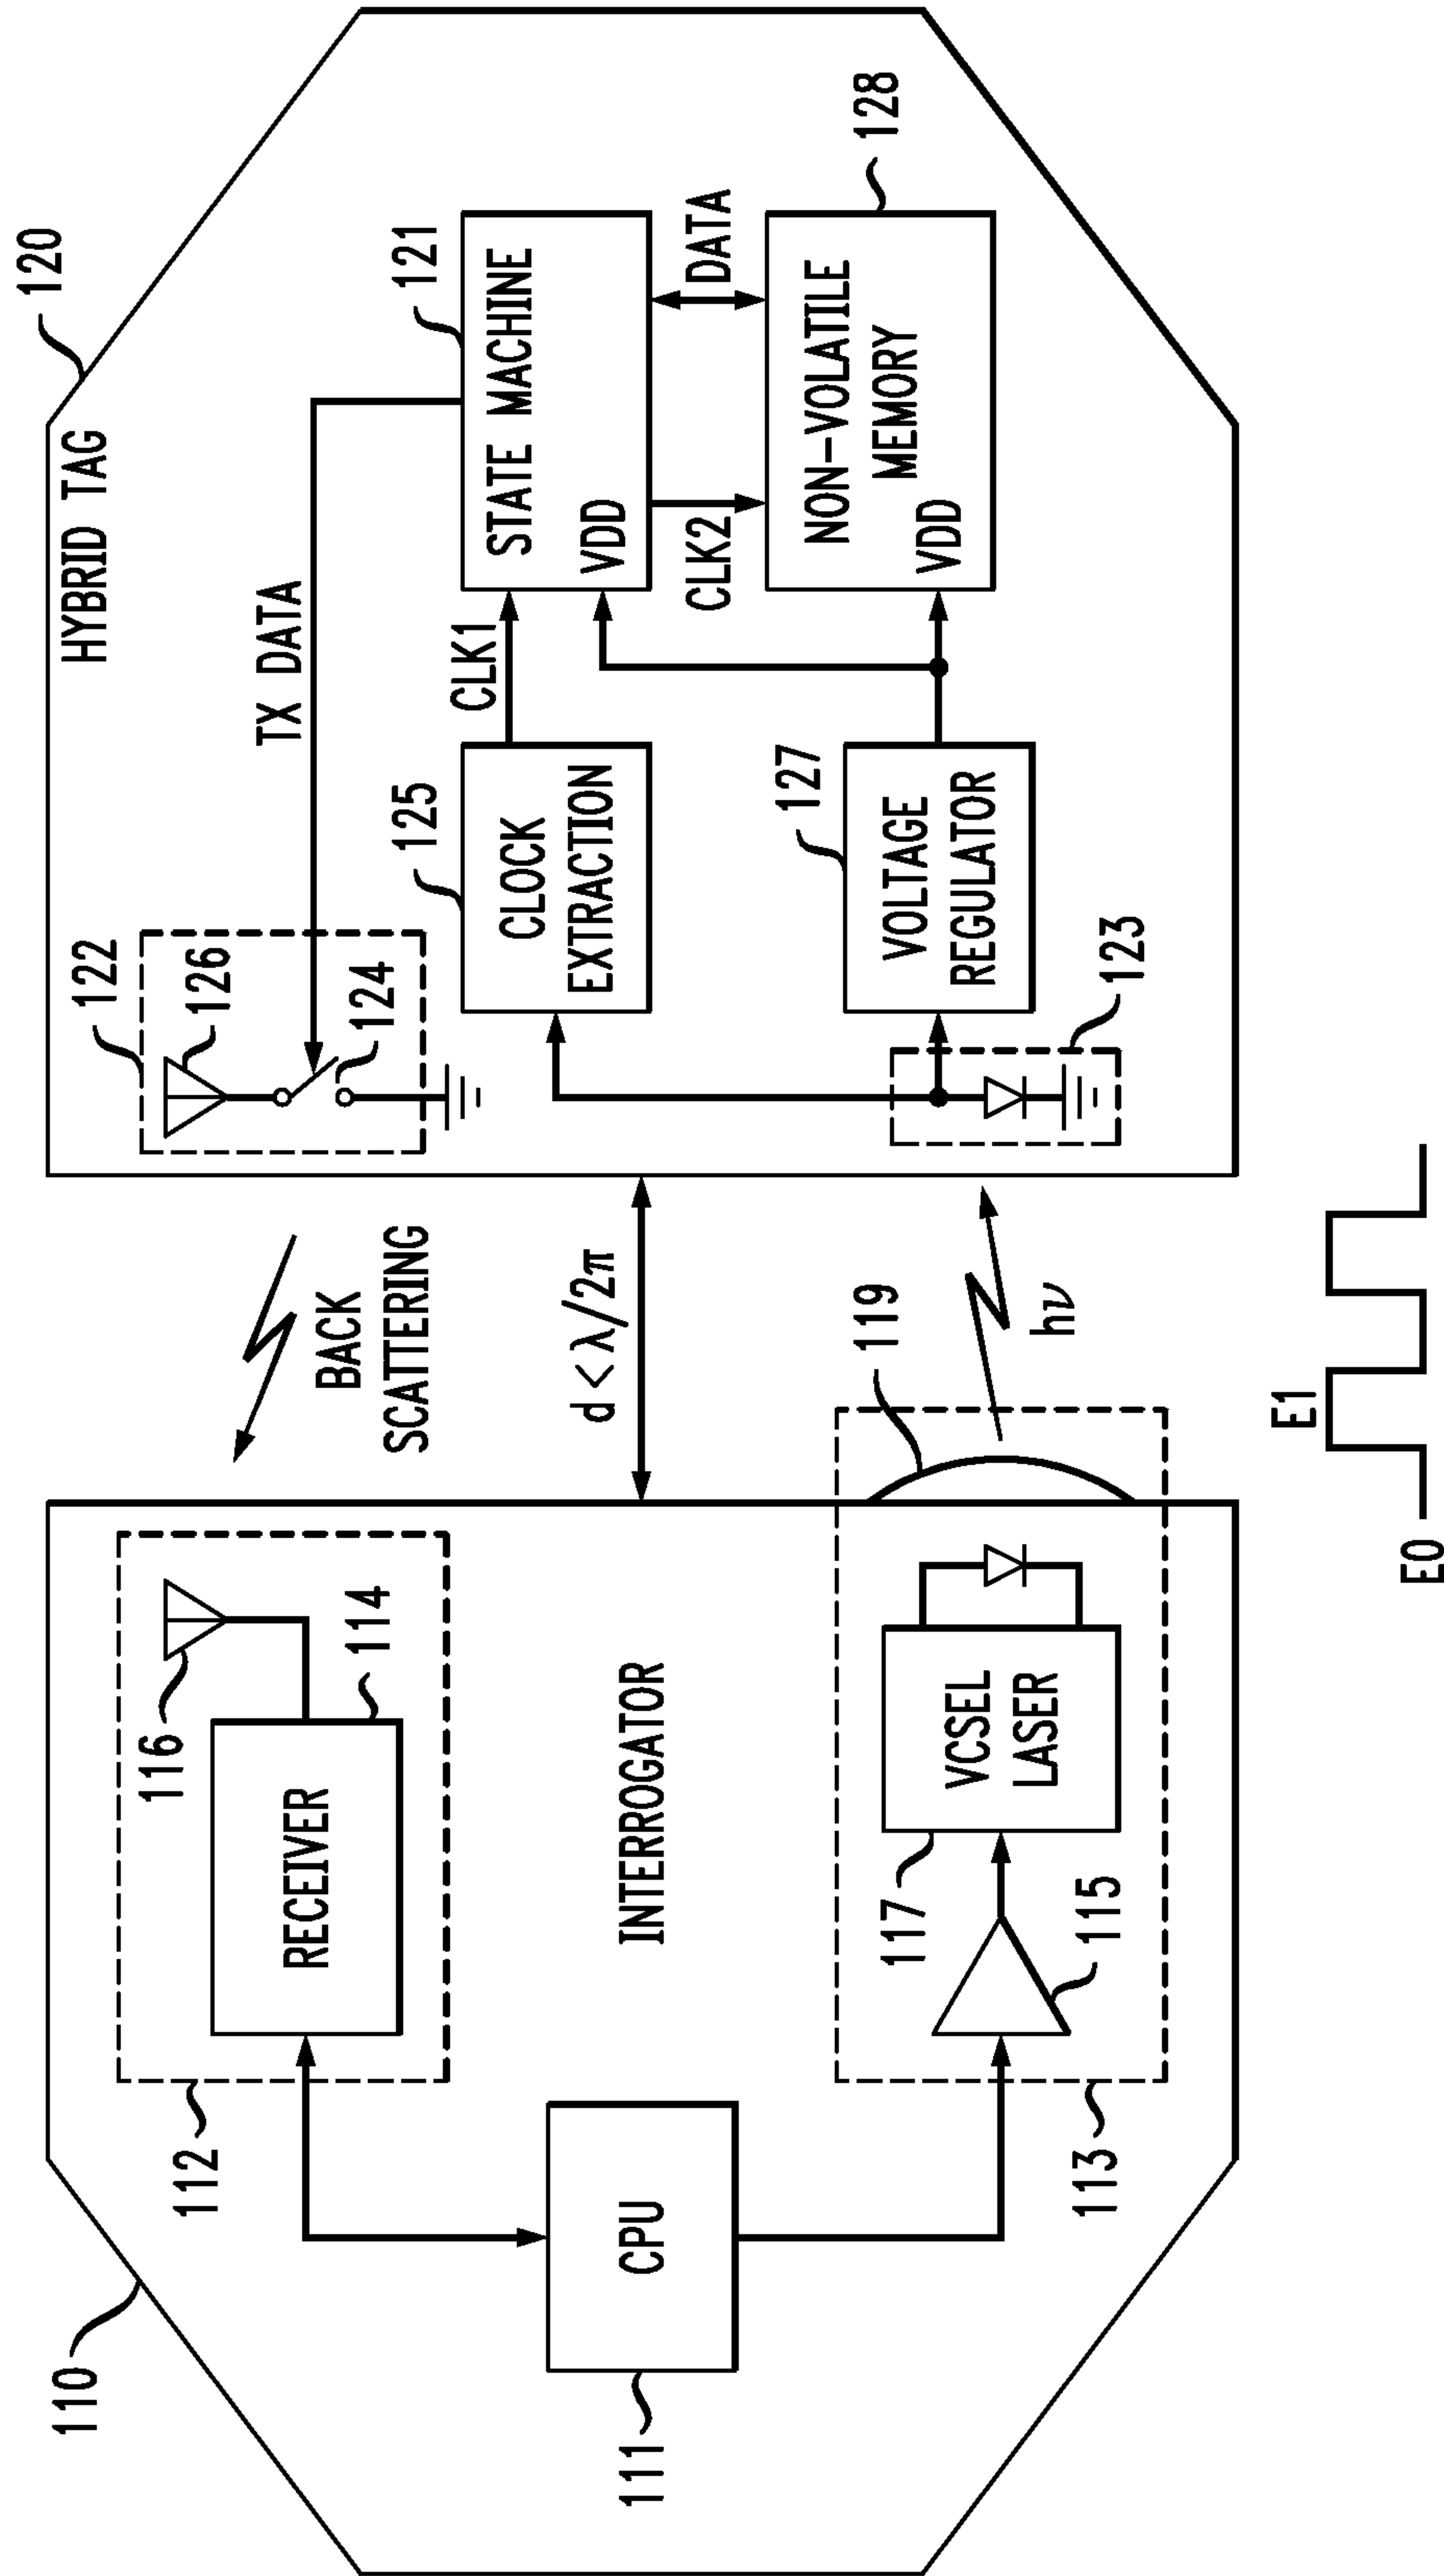 110
112
116
RECEIVER
114
CPU
111
INTERROGATOR
117
VCSEL
LASER
115
113
119
BACK
SCATTERING
d < λ/2π
hν
E0
E1
120
HYBRID TAG
122
126
124
TX DATA
125
CLOCK
EXTRACTION
CLK1
121
STATE MACHINE
VDD
CLK2
DATA
127
VOLTAGE
REGULATOR
123
128
NON-VOLATILE
MEMORY
VDD